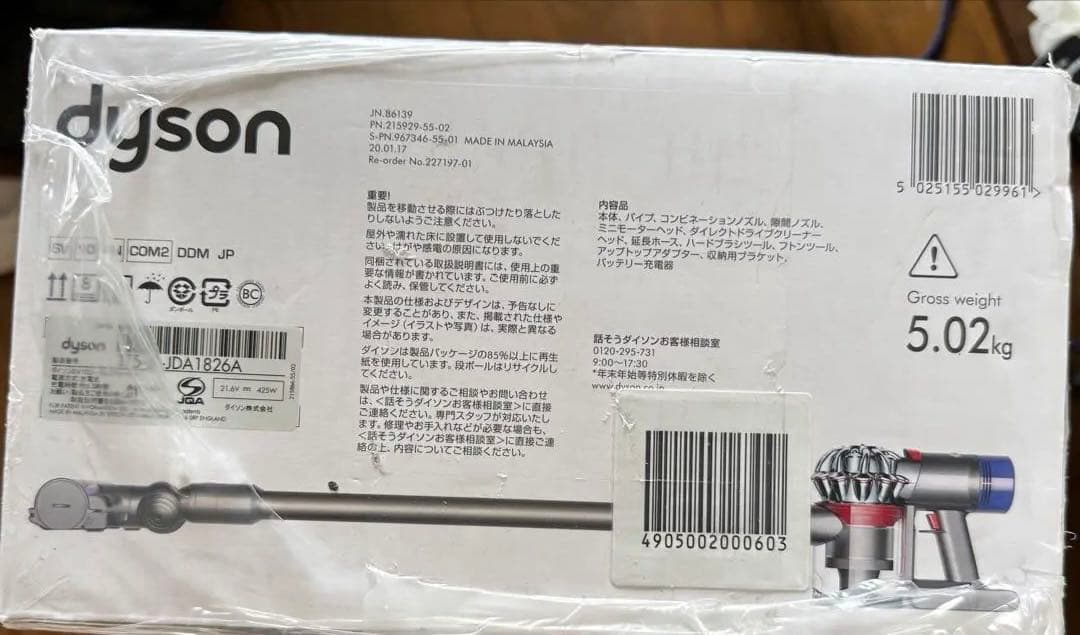 dyson
JN.86139
PN.215929-55-02
S-PN.967346-55-01 MADE IN MALAYSIA
20.01.17
Re-order No.227197-01
5 025155 029961 >
重要!
製品を移動させる際にはぶつけたり落とした
りしないようご注意ください。
屋外や濡れた床に設置して使用しないでくだ
さい。けがや感電の原因になります。
同梱されている取扱説明書には、使用上の重
要な情報が書かれています。ご使用前に必ず
よく読み、保管してください。
本製品の仕様およびデザインは、予告なしに
変更することがあり、また、掲載された仕様や
イメージ(イラストや写真)は、実際と異なる
場合があります。
ダイソンは製品パッケージの85%以上に再生
紙を使用しています。段ボールはリサイクルし
てください。
製品や仕様に関するご相談やお問い合わせ
は、<話そうダイソンお客様相談室>に直接
ご連絡ください。専門スタッフが対応いたし
ます。修理やお手入れなどが必要な場合も、
<話そうダイソンお客様相談室>に直接ご連
絡の上、内容についてご相談ください。
内容品
本体、パイプ、コンビネーションノズル、隙間ノズル、
ミニモーターヘッド、ダイレクトドライブクリーナー
ヘッド、延長ホース、ハードブラシツール、フトンツール、
アップトップアダプター、収納用ブラケット、
バッテリー充電器
話そうダイソンお客様相談室
0120-295-731
9:00〜17:30
*年末年始等特別休暇を除く
www.dyson.co.jp
Gross weight
5.02kg
SV 10 COM2 DDM JP
段ボール PE BC
dyson
-JDA1826A
製品番号
JQA
21.6V 425W
ダイソン株式会社
215866-55-02
4905002000603